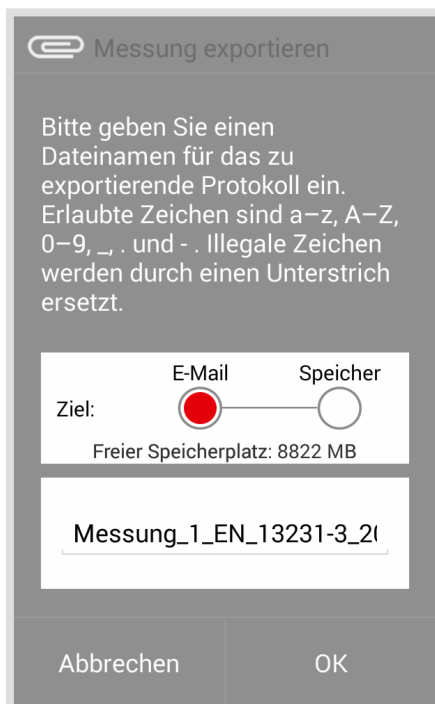 Messung exportieren
Bitte geben Sie einen
Dateinamen für das zu
exportierende Protokoll ein.
Erlaubte Zeichen sind a–z, A–Z,
0–9, _, . und - . Illegale Zeichen
werden durch einen Unterstrich
ersetzt.
E-Mail Speicher
Ziel:
Freier Speicherplatz: 8822 MB
Messung_1_EN_13231-3_20
Abbrechen OK